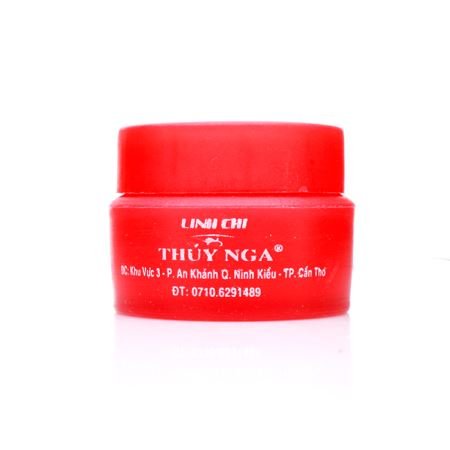 LINH CHI
THÚY NGA®
ĐC: Khu Vực 3 - P. An Khánh Q. Ninh Kiều - TP. Cần Thơ
ĐT: 0710.6291489